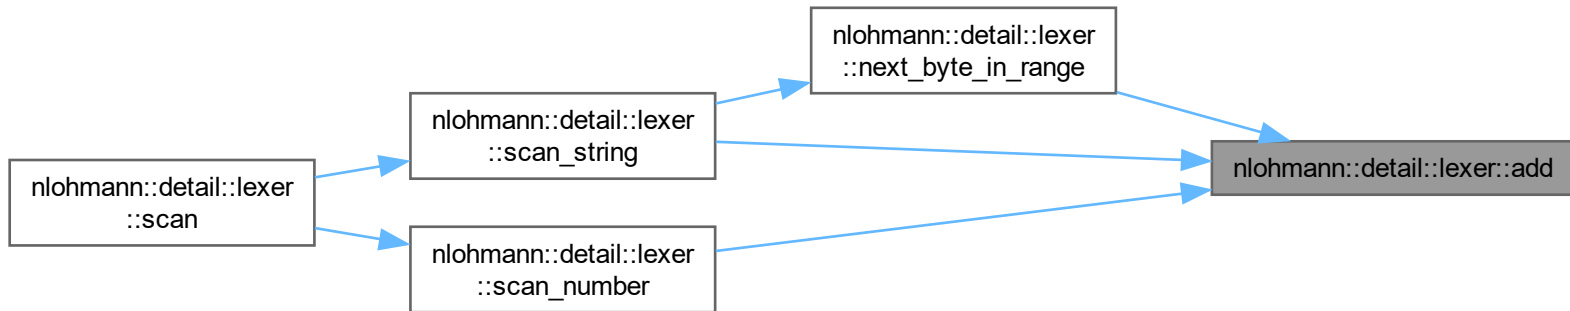 nlohmann::detail::lexer
::next_byte_in_range
nlohmann::detail::lexer
::scan_string
nlohmann::detail::lexer::add
nlohmann::detail::lexer
::scan
nlohmann::detail::lexer
::scan_number